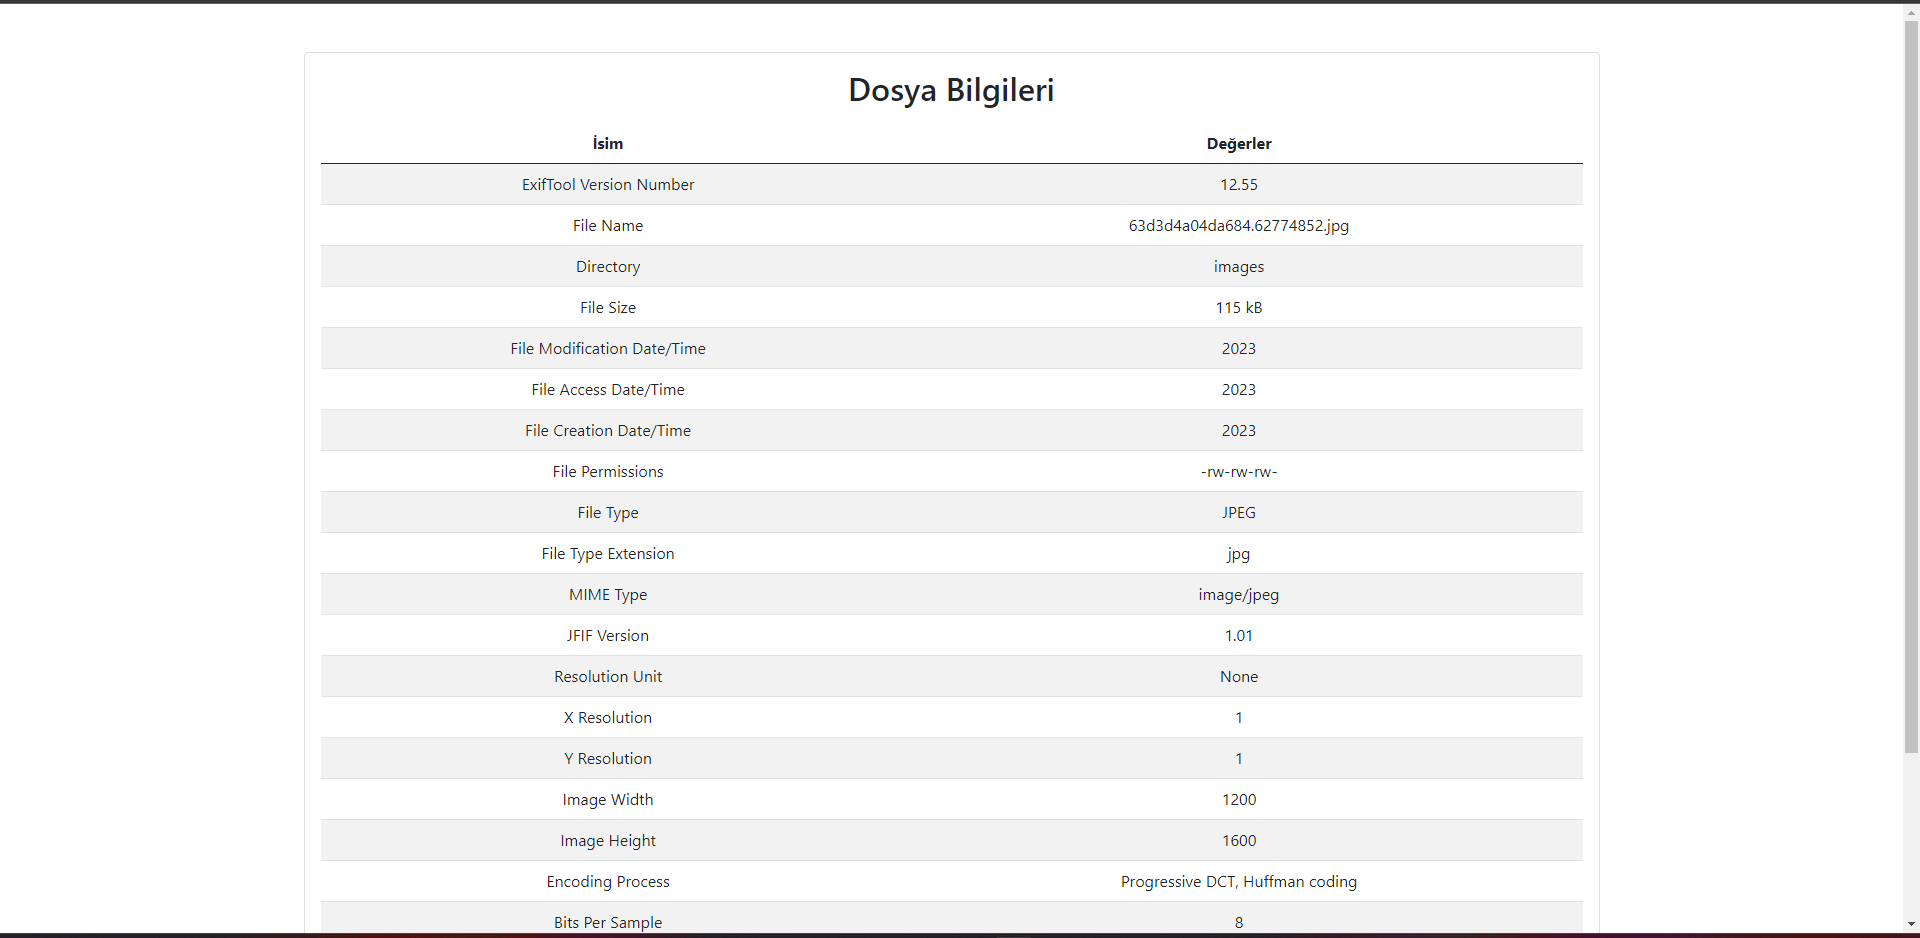 Dosya Bilgileri
İsim Değerler
ExifTool Version Number 12.55
File Name 63d3d4a04da684.62774852.jpg
Directory images
File Size 115 kB
File Modification Date/Time 2023
File Access Date/Time 2023
File Creation Date/Time 2023
File Permissions -rw-rw-rw-
File Type JPEG
File Type Extension jpg
MIME Type image/jpeg
JFIF Version 1.01
Resolution Unit None
X Resolution 1
Y Resolution 1
Image Width 1200
Image Height 1600
Encoding Process Progressive DCT, Huffman coding
Bits Per Sample 8